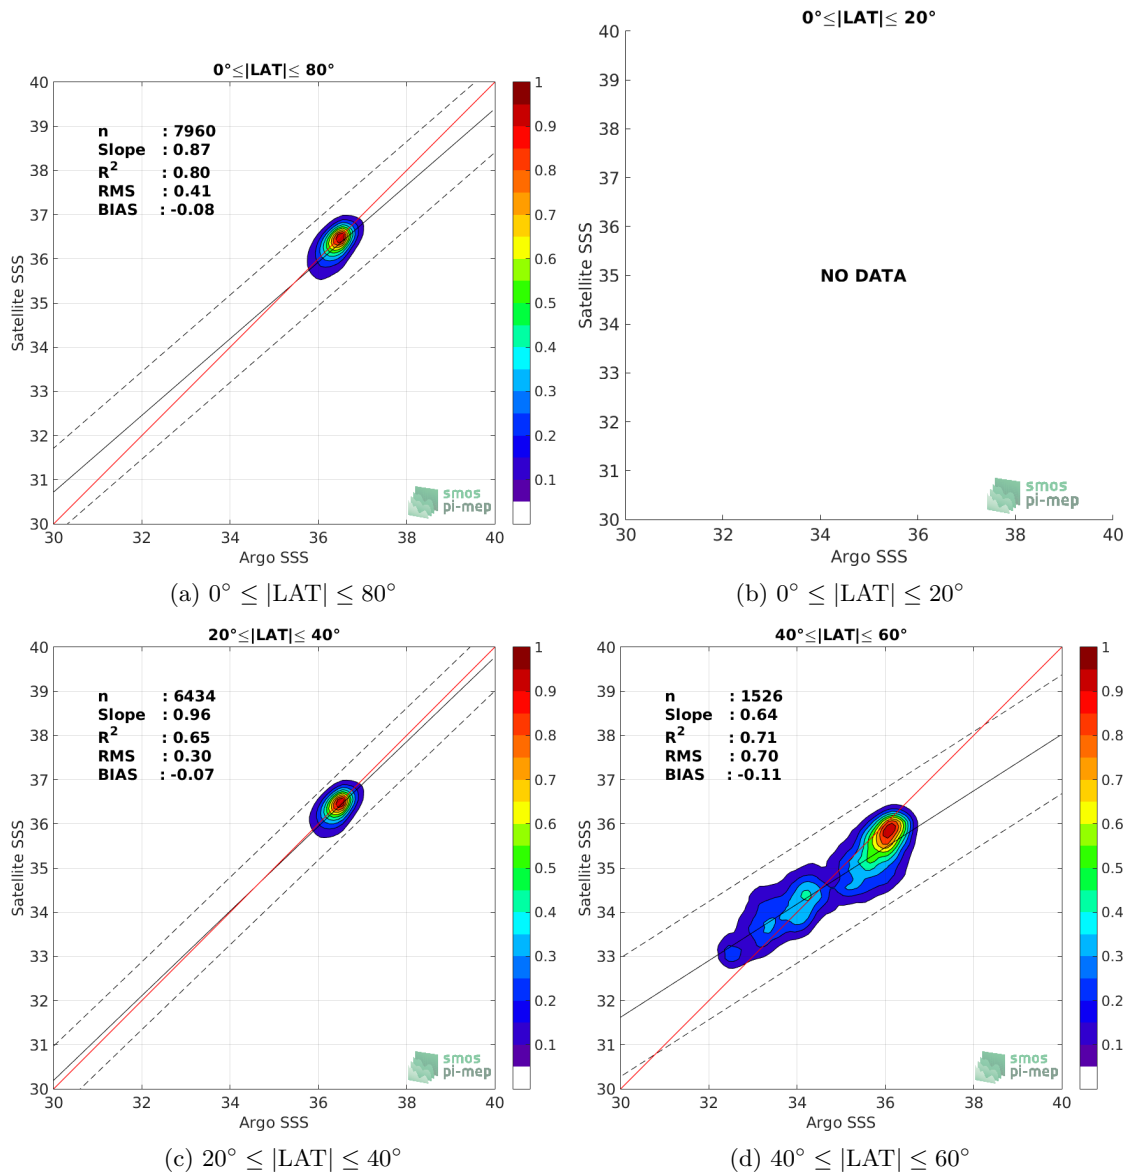 0°≤|LAT|≤ 80°
n : 7960
Slope : 0.87
R² : 0.80
RMS : 0.41
BIAS : -0.08
40
39
38
37
36
35
34
33
32
31
30
Satellite SSS
30 32 34 36 38 40
Argo SSS
1
0.9
0.8
0.7
0.6
0.5
0.4
0.3
0.2
0.1
smos
pi-mep
(a) 0° ≤ |LAT| ≤ 80°
0°≤|LAT|≤ 20°
40
39
38
37
36
35
34
33
32
31
30
Satellite SSS
NO DATA
30 32 34 36 38 40
Argo SSS
smos
pi-mep
(b) 0° ≤ |LAT| ≤ 20°
20°≤|LAT|≤ 40°
n : 6434
Slope : 0.96
R² : 0.65
RMS : 0.30
BIAS : -0.07
40
39
38
37
36
35
34
33
32
31
30
Satellite SSS
30 32 34 36 38 40
Argo SSS
1
0.9
0.8
0.7
0.6
0.5
0.4
0.3
0.2
0.1
smos
pi-mep
(c) 20° ≤ |LAT| ≤ 40°
40°≤|LAT|≤ 60°
n : 1526
Slope : 0.64
R² : 0.71
RMS : 0.70
BIAS : -0.11
40
39
38
37
36
35
34
33
32
31
30
Satellite SSS
30 32 34 36 38 40
Argo SSS
1
0.9
0.8
0.7
0.6
0.5
0.4
0.3
0.2
0.1
smos
pi-mep
(d) 40° ≤ |LAT| ≤ 60°